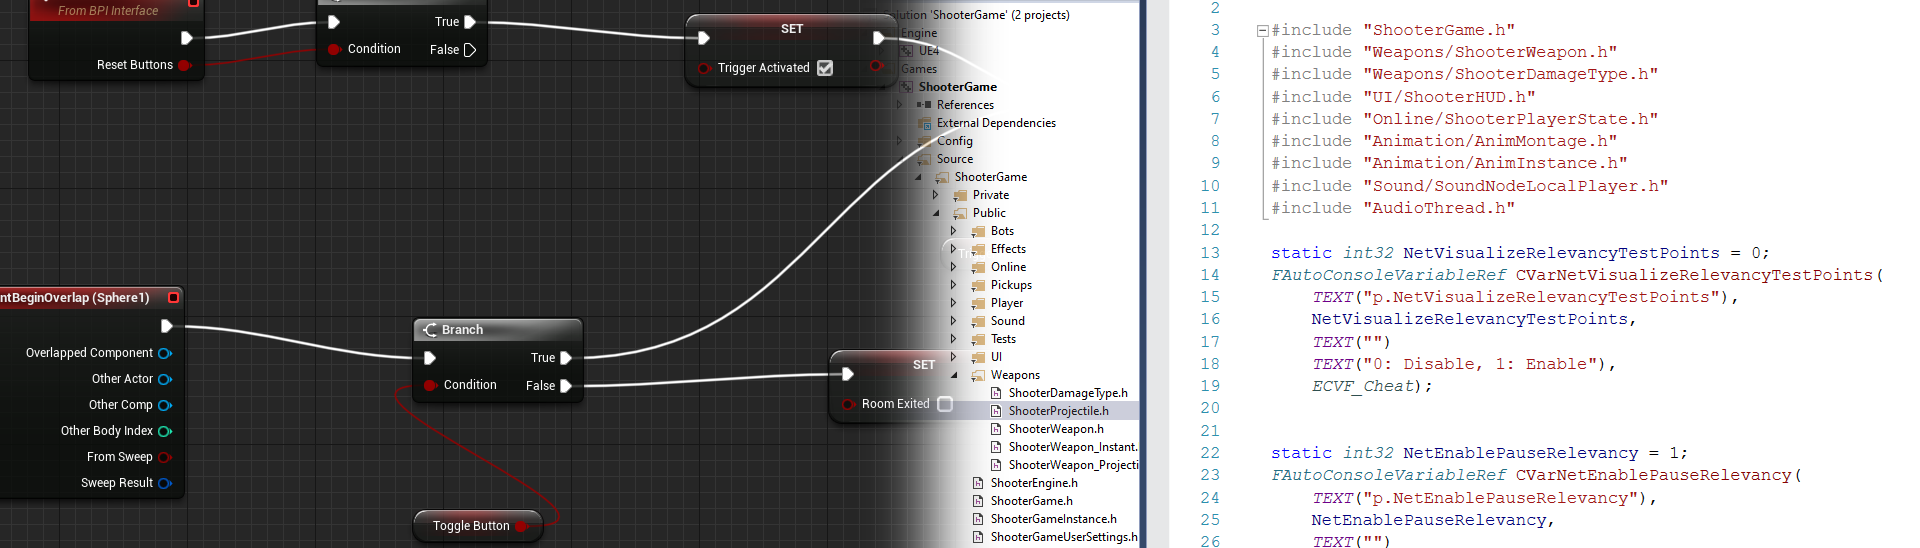 From BPI Interface
Reset Buttons
True
Condition
False
SET
Trigger Activated
ntBeginOverlap (Sphere1)
Overlapped Component
Other Actor
Other Comp
Other Body Index
From Sweep
Sweep Result
Branch
True
Condition
False
Toggle Button
SET
Room Exited
olution 'ShooterGame' (2 projects)
Engine
UE4
Games
ShooterGame
References
External Dependencies
Config
Source
ShooterGame
Private
Public
Bots
Effects
Online
Pickups
Player
Sound
Tests
UI
Weapons
ShooterDamageType.h
ShooterProjectile.h
ShooterWeapon.h
ShooterWeapon_Instant.
ShooterWeapon_Projecti
ShooterEngine.h
ShooterGame.h
ShooterGameInstance.h
ShooterGameUserSettings.h
2
3 #include "ShooterGame.h"
4 #include "Weapons/ShooterWeapon.h"
5 #include "Weapons/ShooterDamageType.h"
6 #include "UI/ShooterHUD.h"
7 #include "Online/ShooterPlayerState.h"
8 #include "Animation/AnimMontage.h"
9 #include "Animation/AnimInstance.h"
10 #include "Sound/SoundNodeLocalPlayer.h"
11 #include "AudioThread.h"
12
13 static int32 NetVisualizeRelevancyTestPoints = 0;
14 FAutoConsoleVariableRef CVarNetVisualizeRelevancyTestPoints(
15 TEXT("p.NetVisualizeRelevancyTestPoints"),
16 NetVisualizeRelevancyTestPoints,
17 TEXT("")
18 TEXT("0: Disable, 1: Enable"),
19 ECVF_Cheat);
20
21
22 static int32 NetEnablePauseRelevancy = 1;
23 FAutoConsoleVariableRef CVarNetEnablePauseRelevancy(
24 TEXT("p.NetEnablePauseRelevancy"),
25 NetEnablePauseRelevancy,
26 TEXT("")